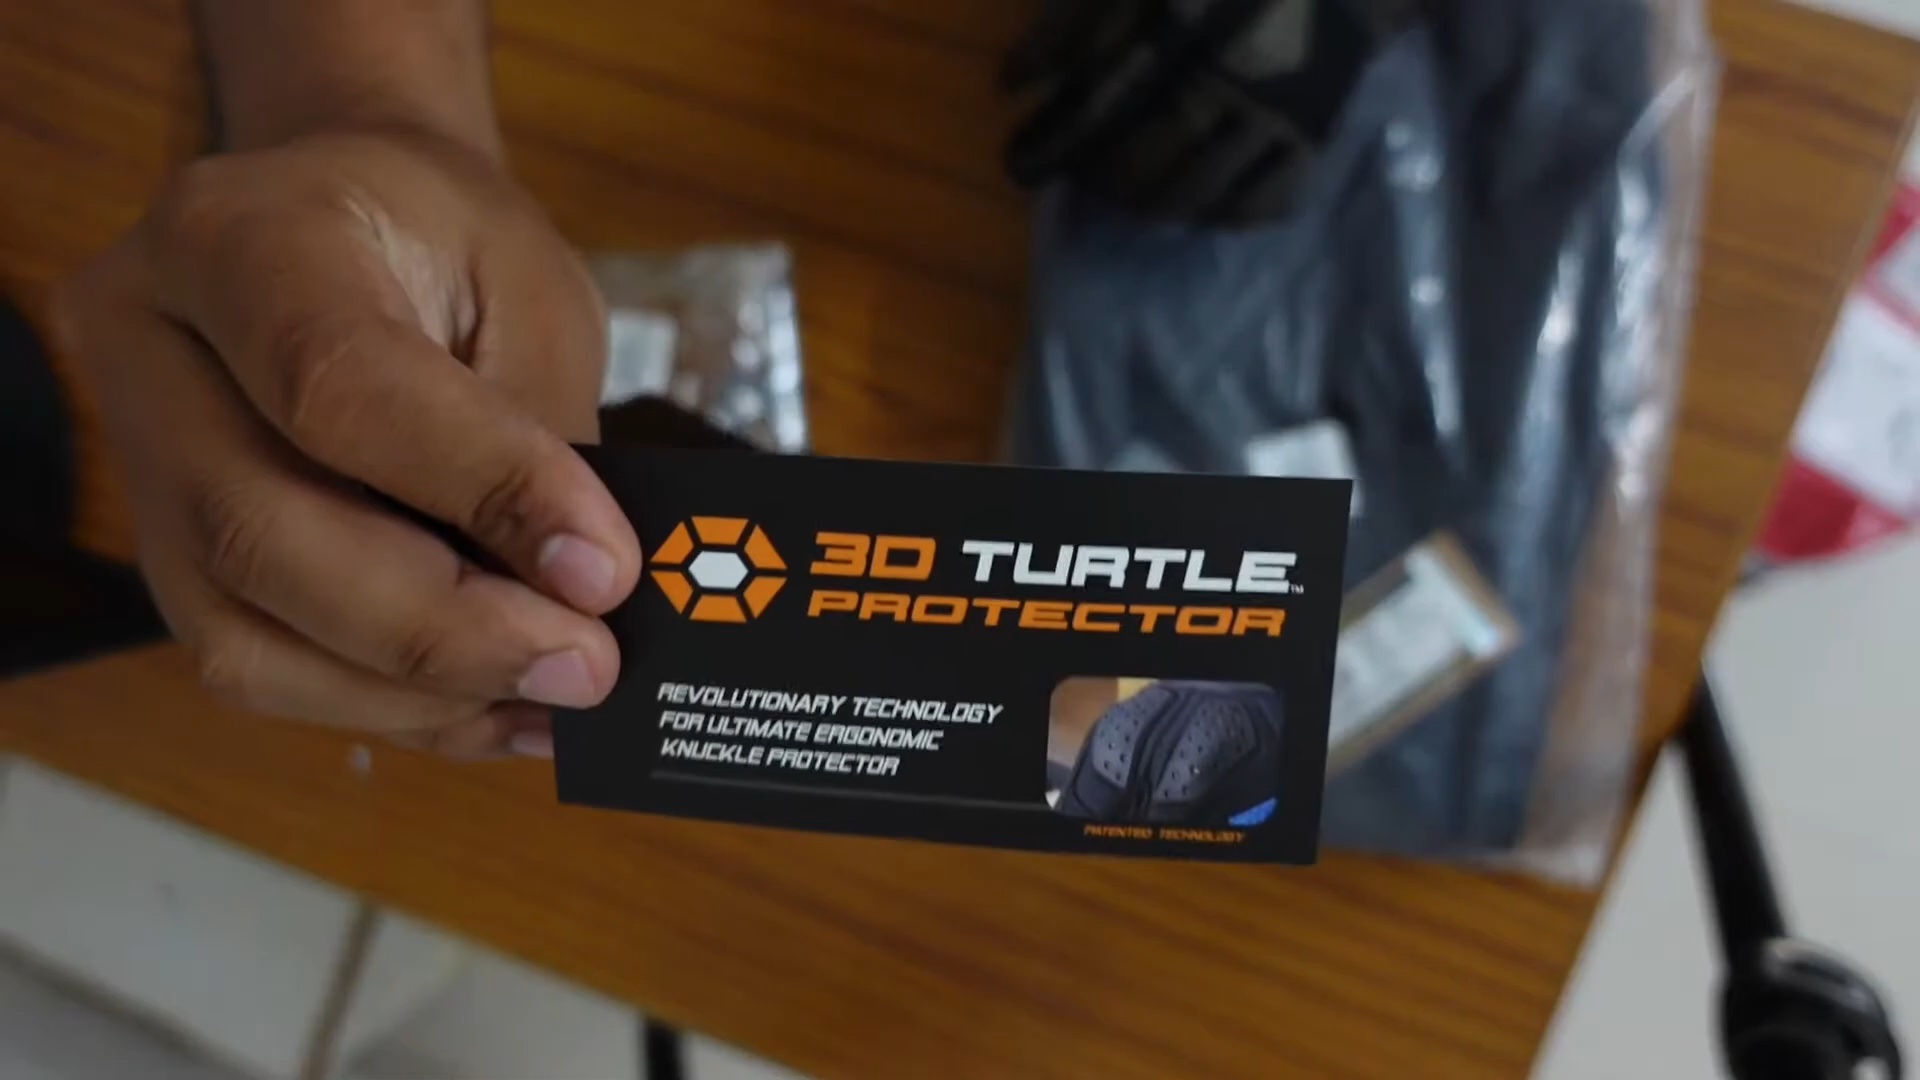 3D TURTLE™
PROTECTOR
REVOLUTIONARY TECHNOLOGY
FOR ULTIMATE ERGONOMIC
KNUCKLE PROTECTOR
PATENTED TECHNOLOGY